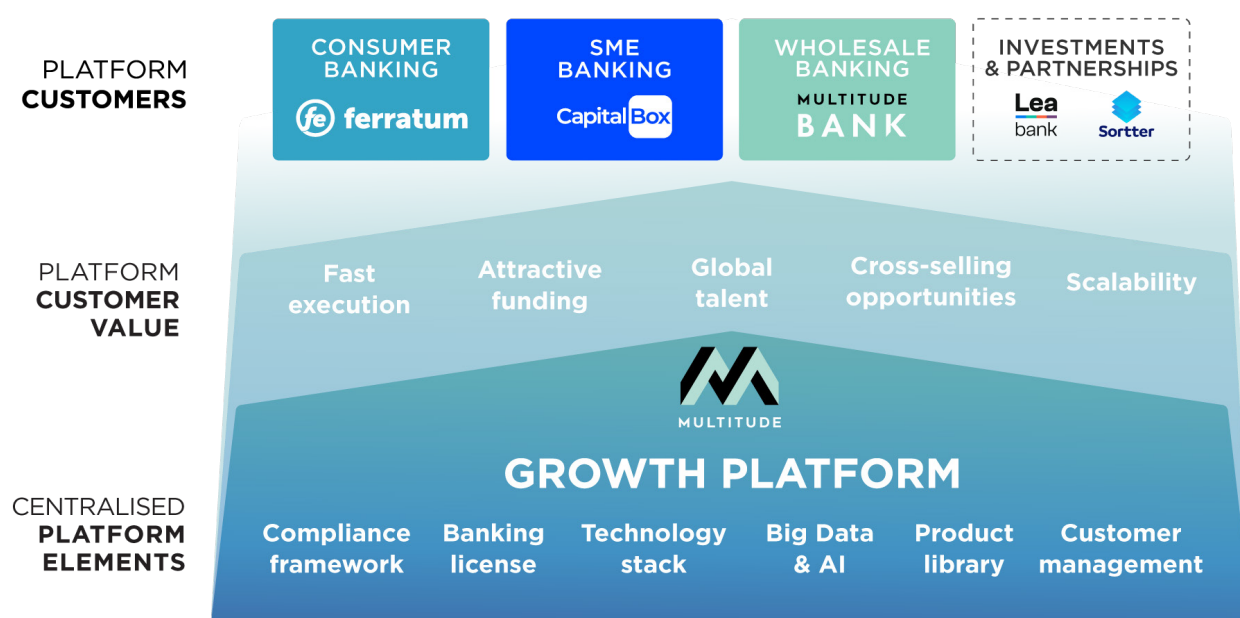 PLATFORM
CUSTOMERS
CONSUMER
BANKING
fe ferratum
SME
BANKING
Capital Box
WHOLESALE
BANKING
MULTITUDE
BANK
INVESTMENTS
& PARTNERSHIPS
Lea
bank
Sortter
PLATFORM
CUSTOMER
VALUE
Fast
execution
Attractive
funding
Global
talent
Cross-selling
opportunities
Scalability
MULTITUDE
GROWTH PLATFORM
CENTRALISED
PLATFORM
ELEMENTS
Compliance
framework
Banking
license
Technology
stack
Big Data
& AI
Product
library
Customer
management